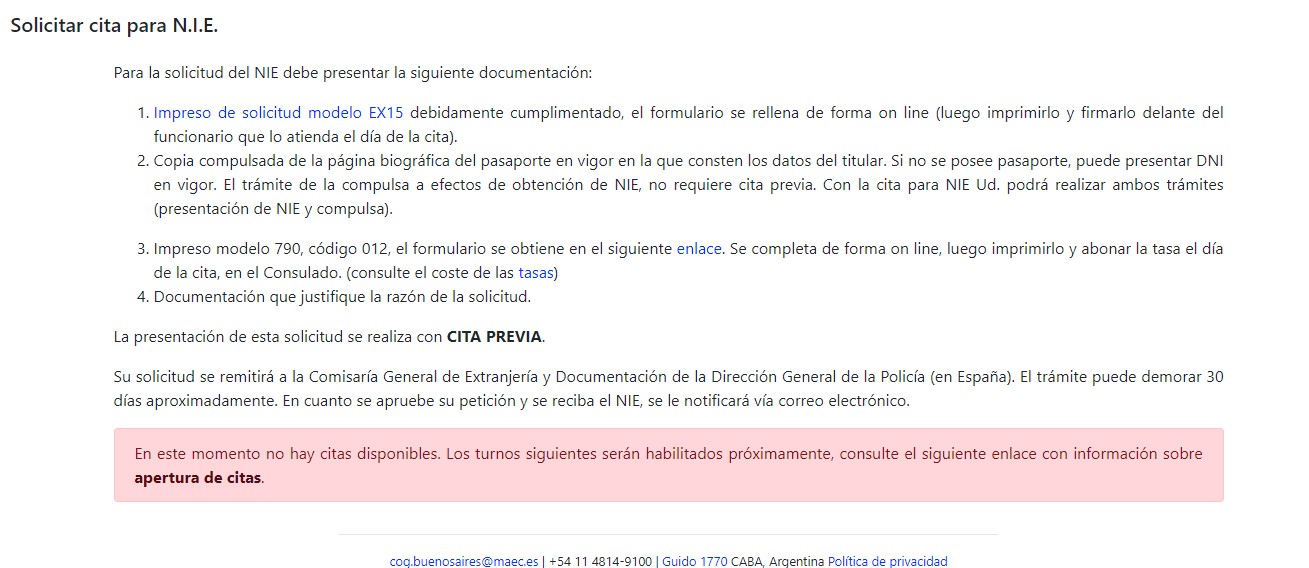 Solicitar cita para N.I.E.
Para la solicitud del NIE debe presentar la siguiente documentación:
1. Impreso de solicitud modelo EX15 debidamente cumplimentado, el formulario se rellena de forma on line (luego imprimirlo y firmarlo delante del
funcionario que lo atienda el día de la cita).
2. Copia compulsada de la página biográfica del pasaporte en vigor en la que consten los datos del titular. Si no se posee pasaporte, puede presentar DNI
en vigor. El trámite de la compulsa a efectos de obtención de NIE, no requiere cita previa. Con la cita para NIE Ud. podrá realizar ambos trámites
(presentación de NIE y compulsa).
3. Impreso modelo 790, código 012, el formulario se obtiene en el siguiente enlace. Se completa de forma on line, luego imprimirlo y abonar la tasa el día
de la cita, en el Consulado. (consulte el coste de las tasas)
4. Documentación que justifique la razón de la solicitud.
La presentación de esta solicitud se realiza con CITA PREVIA.
Su solicitud se remitirá a la Comisaría General de Extranjería y Documentación de la Dirección General de la Policía (en España). El trámite puede demorar 30
días aproximadamente. En cuanto se apruebe su petición y se reciba el NIE, se le notificará vía correo electrónico.
En este momento no hay citas disponibles. Los turnos siguientes serán habilitados próximamente, consulte el siguiente enlace con información sobre
apertura de citas.
cog.buenosaires@maec.es | +54 11 4814-9100 | Guido 1770 CABA, Argentina Política de privacidad